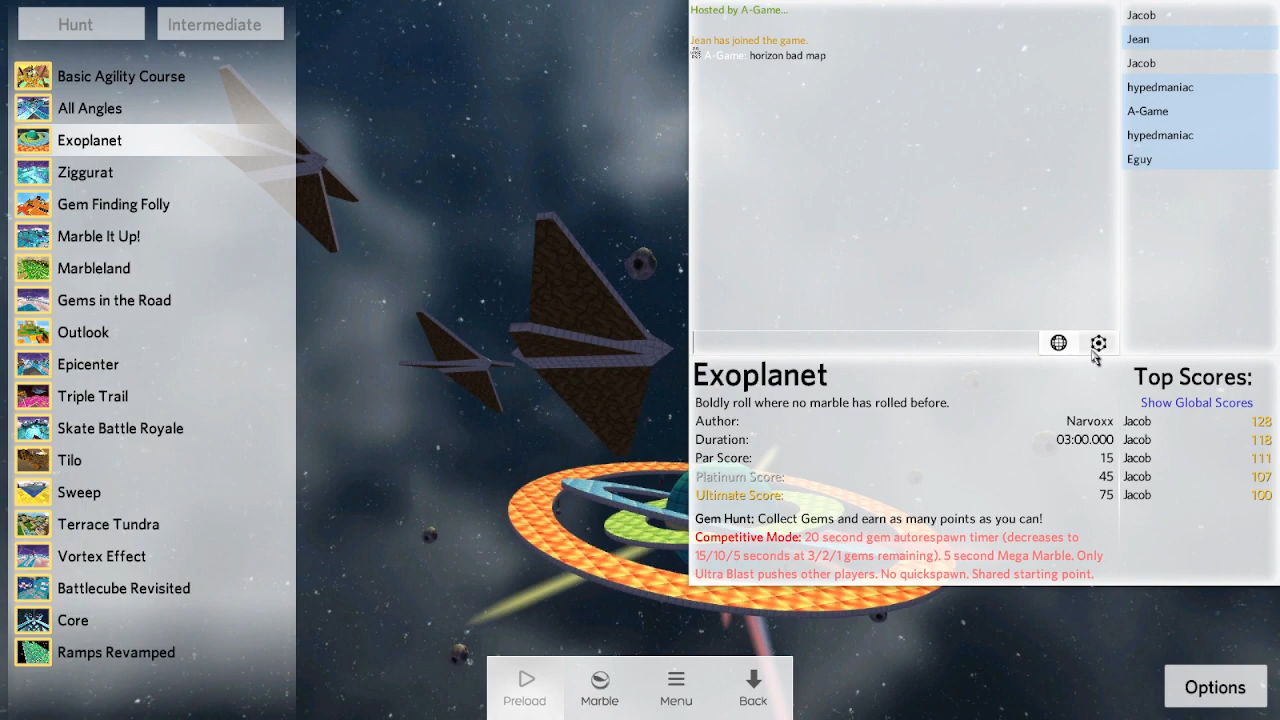 Hunt
Intermediate
Basic Agility Course
All Angles
Exoplanet
Ziggurat
Gem Finding Folly
Marble It Up!
Marbleland
Gems in the Road
Outlook
Epicenter
Triple Trail
Skate Battle Royale
Tilo
Sweep
Terrace Tundra
Vortex Effect
Battlecube Revisited
Core
Ramps Revamped
Hosted by A-Game...
Jean has joined the game.
A-Game: horizon bad map
Jacob
Jean
Jacob
hypedmaniac
A-Game
hypedmaniac
Eguy
Exoplanet
Boldly roll where no marble has rolled before.
Author: Narvoxx
Duration: 03:00.000
Par Score: 15
Platinum Score: 45
Ultimate Score: 75
Gem Hunt: Collect Gems and earn as many points as you can!
Competitive Mode: 20 second gem autorespawn timer (decreases to
15/10/5 seconds at 3/2/1 gems remaining). 5 second Mega Marble. Only
Ultra Blast pushes other players. No quickspawn. Shared starting point.
Top Scores:
Show Global Scores
Jacob 128
Jacob 118
Jacob 111
Jacob 107
Jacob 100
Preload
Marble
Menu
Back
Options